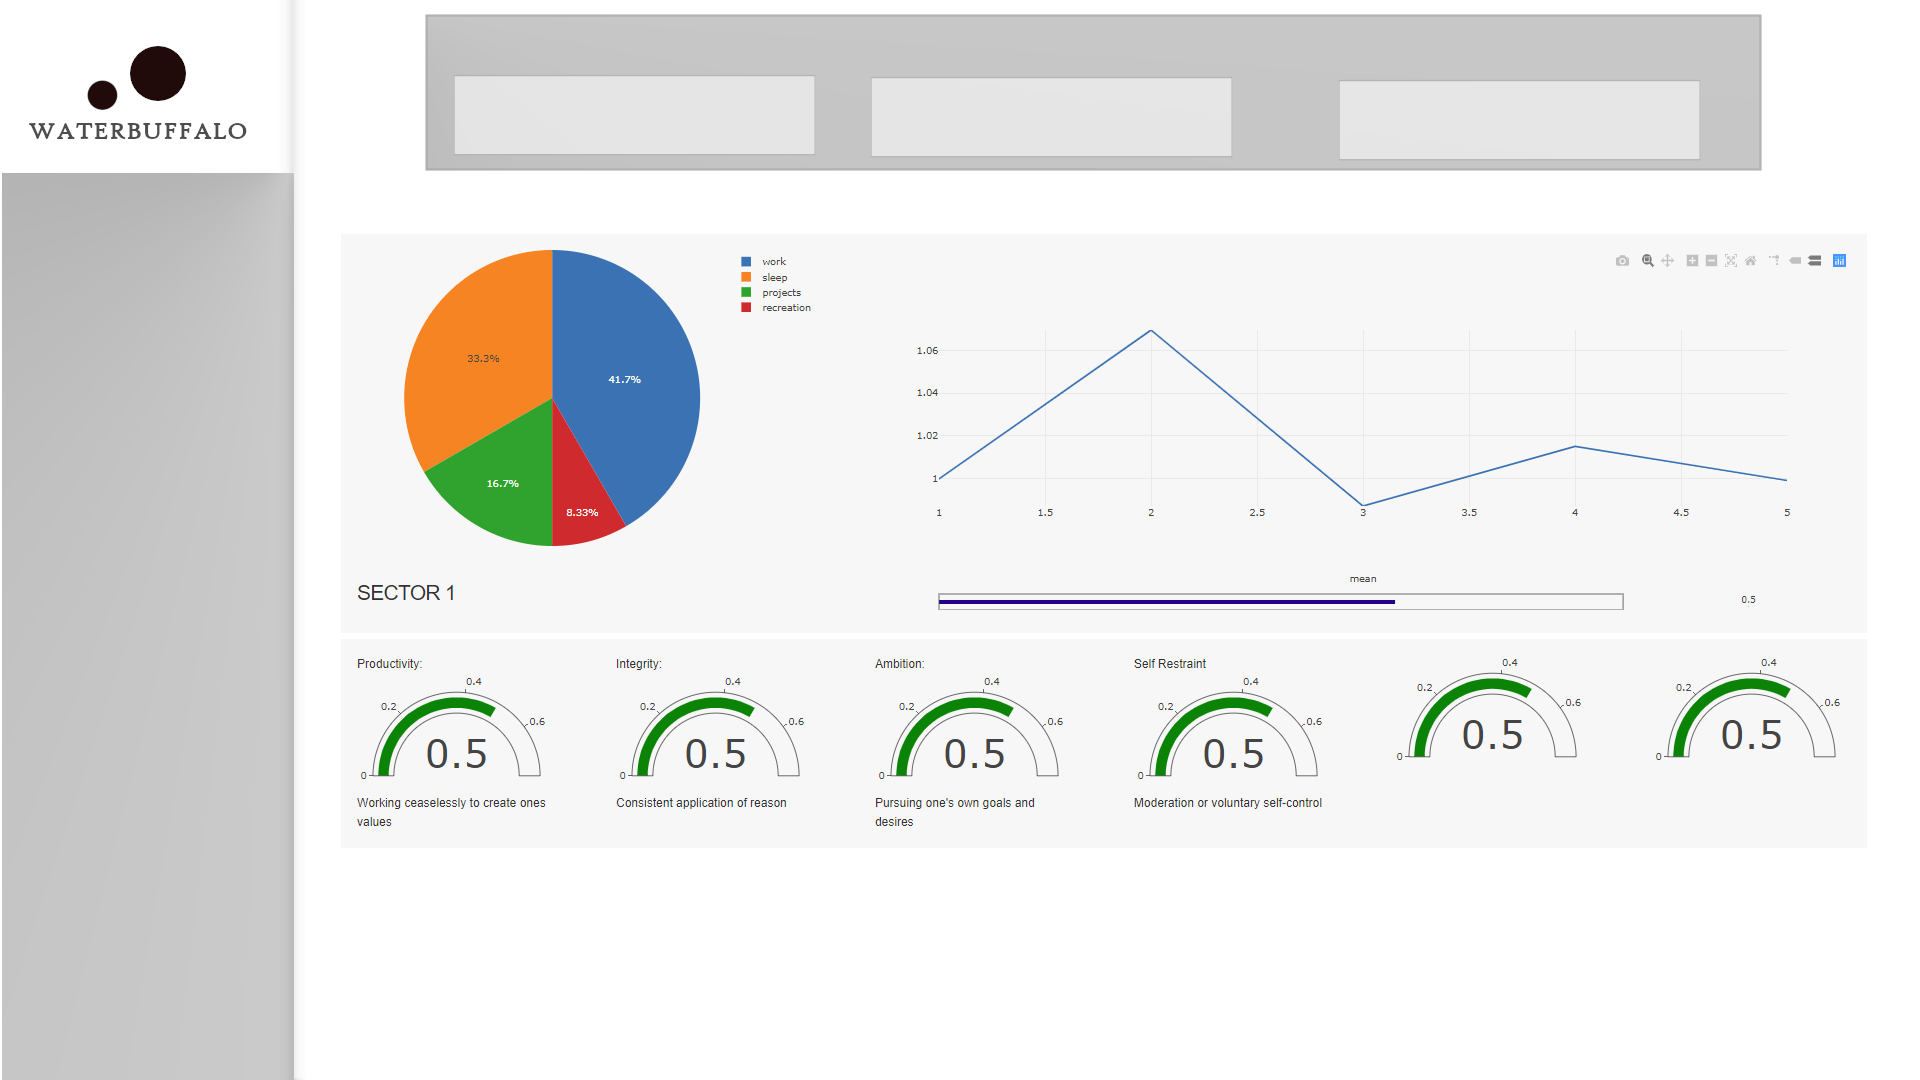 WATERBUFFALO
work
sleep
projects
recreation
33.3%
41.7%
16.7%
8.33%
1.06
1.04
1.02
1
1 1.5 2 2.5 3 3.5 4 4.5 5
SECTOR 1
mean
0.5
Productivity:
0 0.2 0.4 0.6
0.5
Working ceaselessly to create ones
values
Integrity:
0 0.2 0.4 0.6
0.5
Consistent application of reason
Ambition:
0 0.2 0.4 0.6
0.5
Pursuing one's own goals and
desires
Self Restraint
0 0.2 0.4 0.6
0.5
Moderation or voluntary self-control
0 0.2 0.4 0.6
0.5
0 0.2 0.4 0.6
0.5